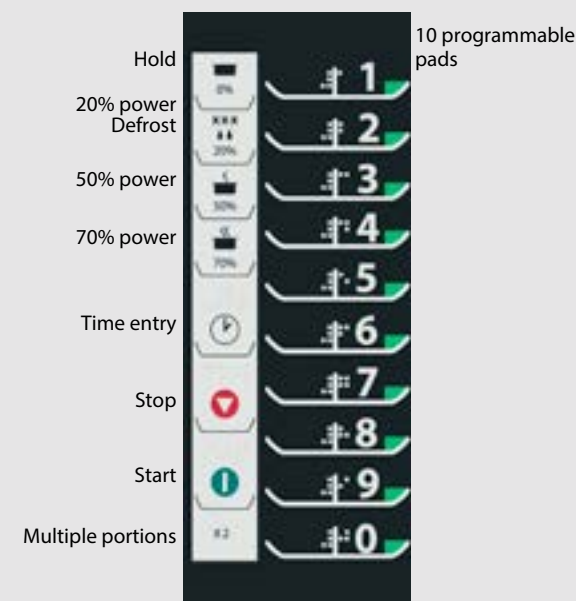 10 programmable
pads
Hold
0%
1
20% power
Defrost
20%
2
50% power
50%
3
70% power
70%
4
5
Time entry
6
7
Stop
8
Start
9
Multiple portions
X 2
0